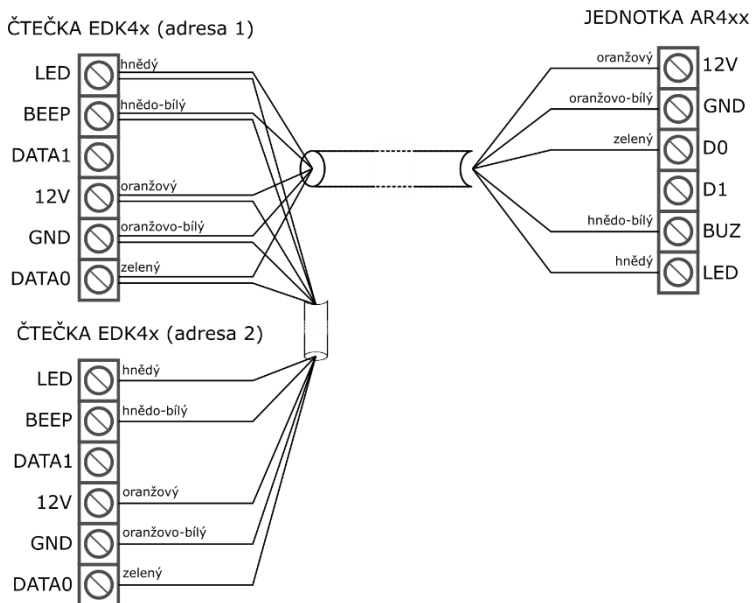 ČTEČKA EDK4x (adresa 1)
LED
hnědý
BEEP
hnědo-bílý
DATA1
12V
oranžový
GND
oranžovo-bílý
DATA0
zelený
JEDNOTKA AR4xx
oranžový
12V
oranžovo-bílý
GND
zelený
D0
D1
hnědo-bílý
BUZ
hnědý
LED
ČTEČKA EDK4x (adresa 2)
LED
hnědý
BEEP
hnědo-bílý
DATA1
12V
oranžový
GND
oranžovo-bílý
DATA0
zelený